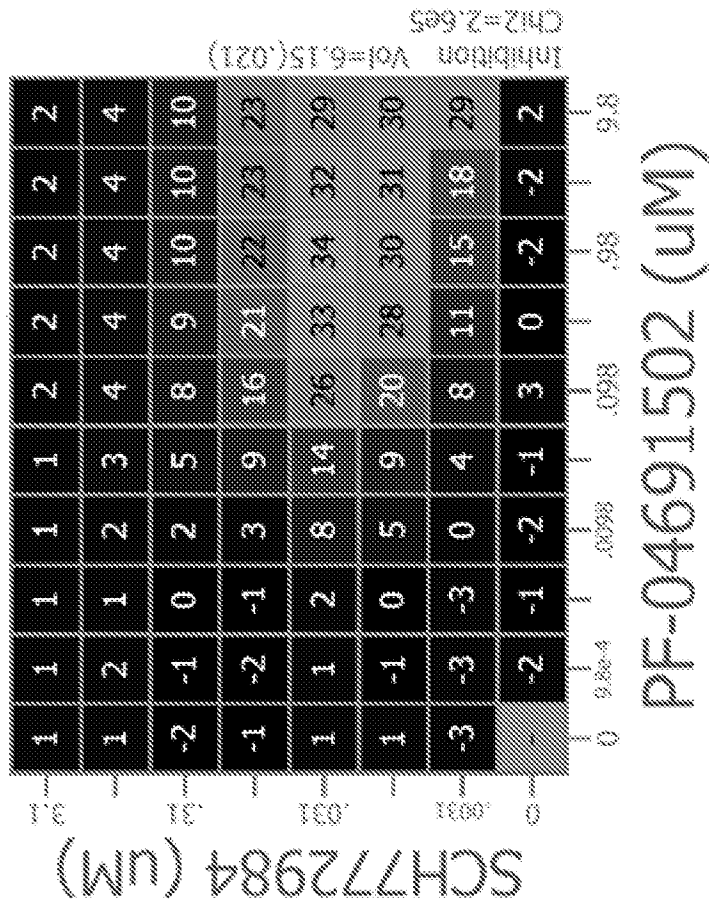 Inhibition Vol=6.15(.021)
Chi2=2.6e5
SCH772984 (uM)
3.1 1 1 1 1 1 2 2 2 2 2
1 2 1 2 3 4 4 4 4 4
.31 -2 -1 0 2 5 8 9 10 10 10
-1 -2 -1 3 9 16 21 22 23 23
.031 1 1 2 8 14 26 33 34 32 29
1 -1 0 5 9 20 28 30 31 30
.0031 -3 -3 -3 0 4 8 11 15 18 29
0 - -2 -1 -2 -1 3 0 -2 -2 2
0 9.8e-4 .0098 .098 .98 9.8
PF-04691502 (uM)